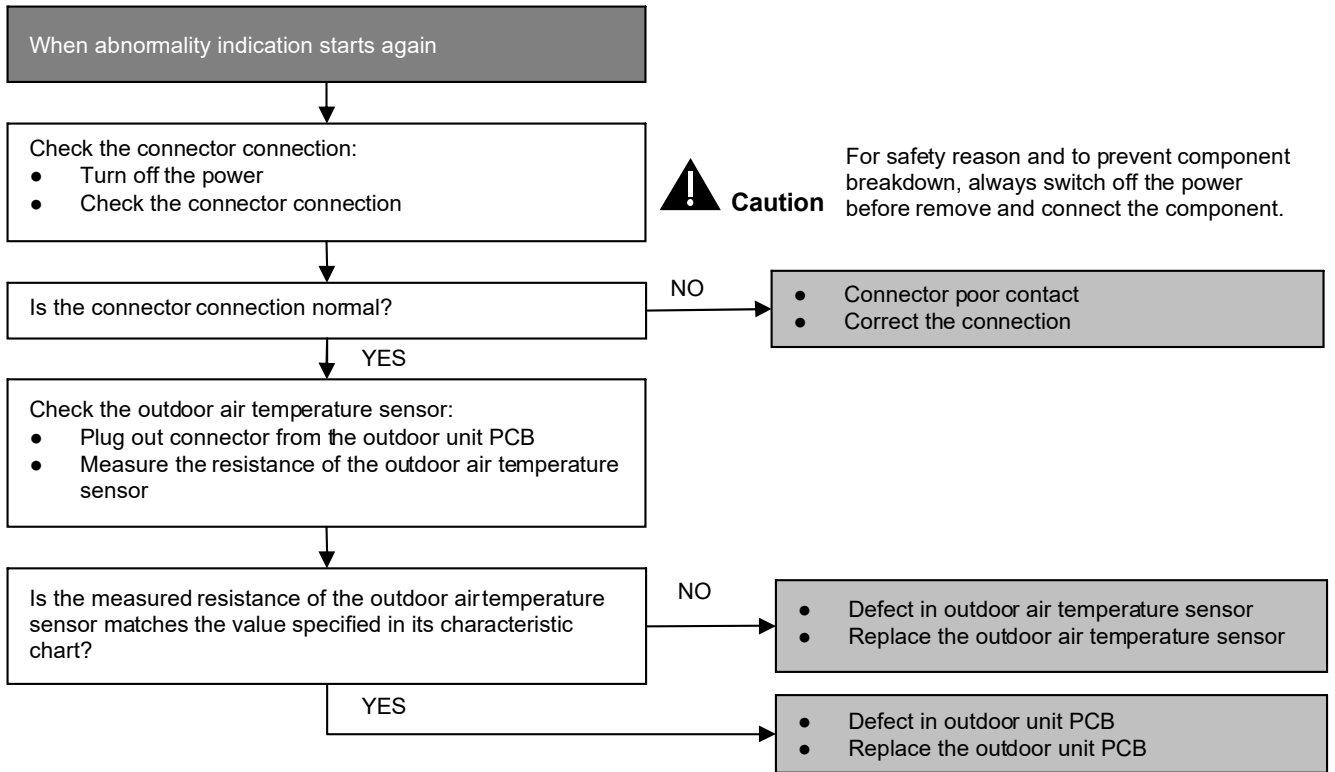 When abnormality indication starts again
Check the connector connection:
● Turn off the power
● Check the connector connection
Caution
For safety reason and to prevent component
breakdown, always switch off the power
before remove and connect the component.
Is the connector connection normal?
NO
● Connector poor contact
● Correct the connection
YES
Check the outdoor air temperature sensor:
● Plug out connector from the outdoor unit PCB
● Measure the resistance of the outdoor air temperature
sensor
Is the measured resistance of the outdoor air temperature
sensor matches the value specified in its characteristic
chart?
NO
● Defect in outdoor air temperature sensor
● Replace the outdoor air temperature sensor
YES
● Defect in outdoor unit PCB
● Replace the outdoor unit PCB